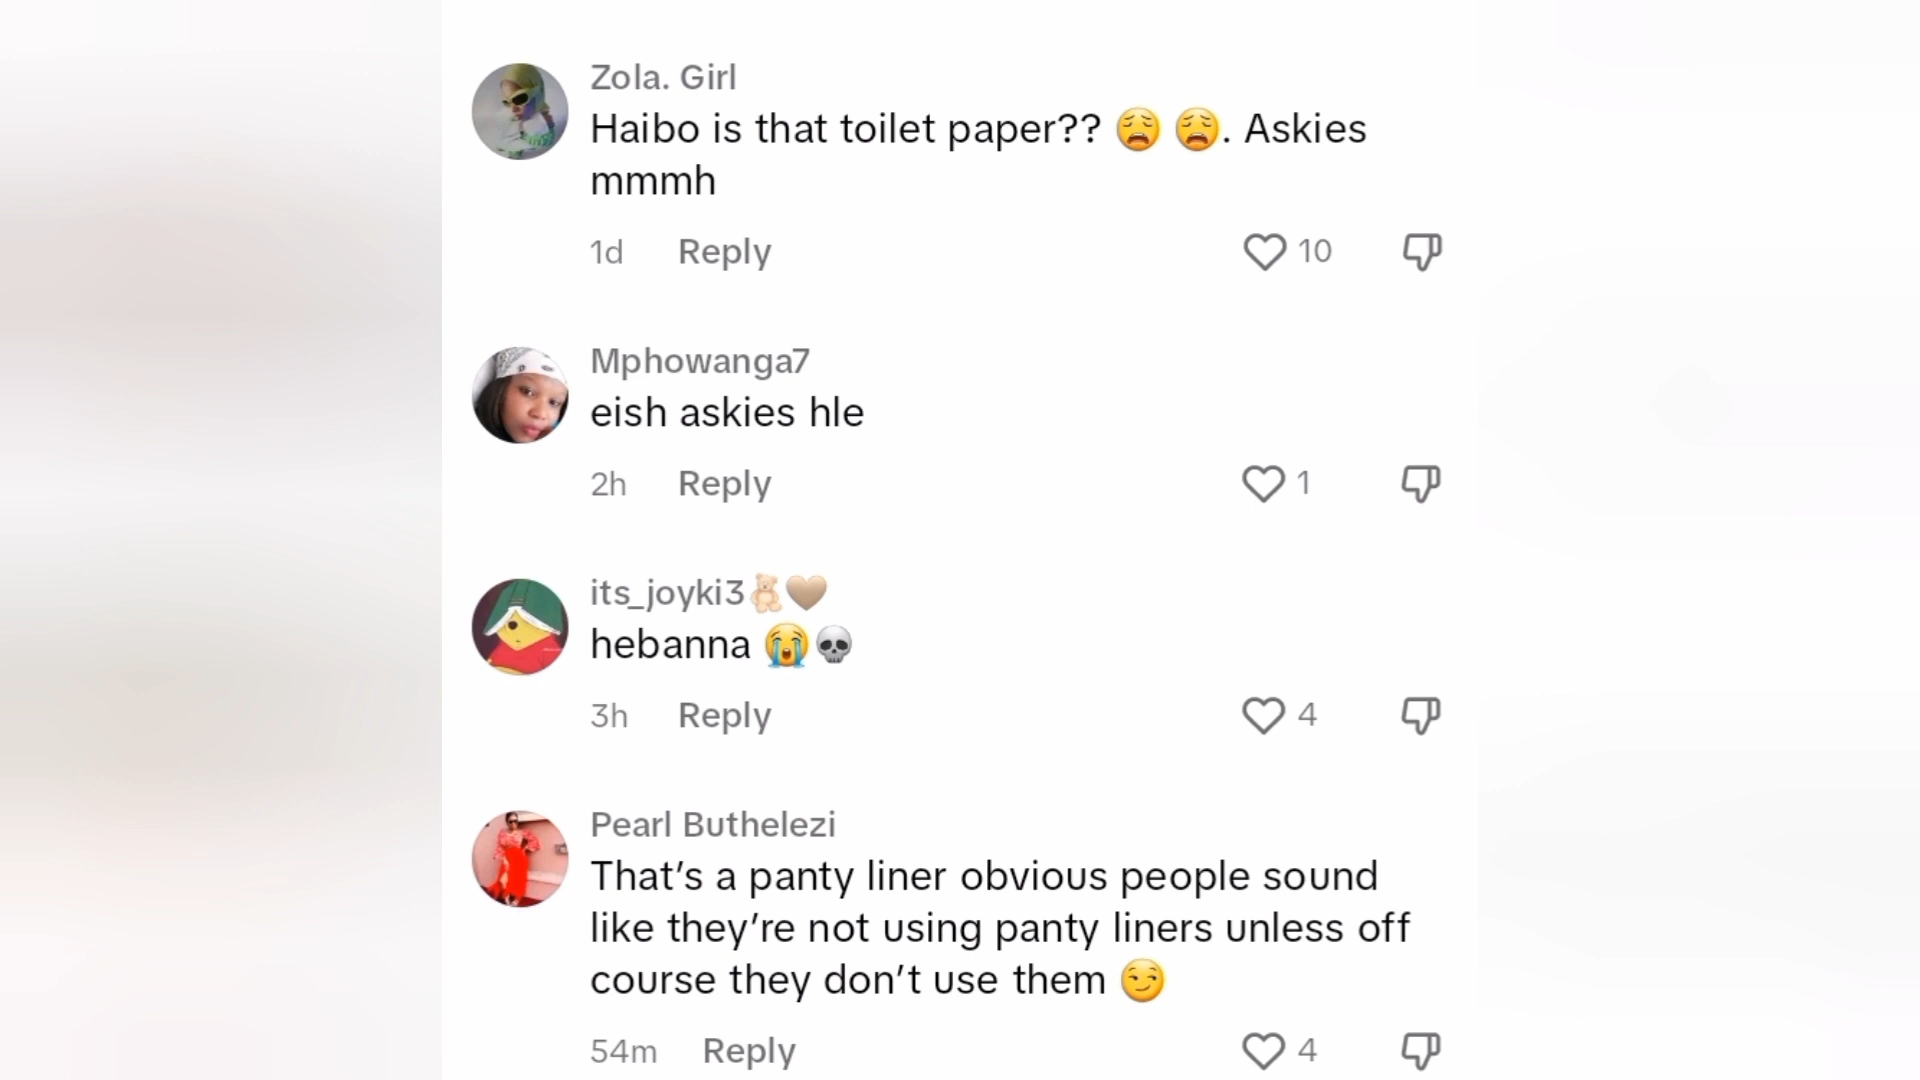 Zola. Girl
Haibo is that toilet paper?? 😩 😩. Askies
mmmh
1d Reply 10
Mphowanga7
eish askies hle
2h Reply 1
its_joyki3🧸🤎
hebanna 😭💀
3h Reply 4
Pearl Buthelezi
That's a panty liner obvious people sound
like they're not using panty liners unless off
course they don't use them 😏
54m Reply 4